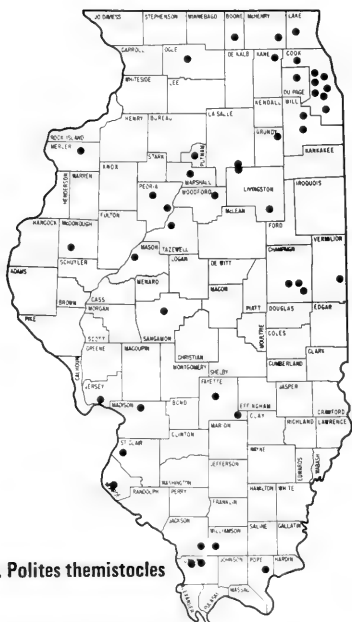 JO DAVIESS STEPHENSON WINNEBAGO BOONE McHENRY LAKE
CARROLL OGLE DE KALB KANE COOK
DU PAGE
WHITESIDE LEE
KENDALL WILL
HENRY BUREAU LA SALLE
GRUNDY
ROCK ISLAND
MERCER PUTNAM KANKAKEE
STARK
KNOX MARSHALL
HENDERSON WARREN PEORIA WOODFORD LIVINGSTON IROQUOIS
HANCOCK McDONOUGH FULTON TAZEWELL McLEAN FORD
MASON VERMILION
SCHUYLER LOGAN DE WITT CHAMPAIGN
ADAMS MENARD
BROWN CASS MACON PIATT
MORGAN SANGAMON MOULTRIE DOUGLAS EDGAR
PIKE SCOTT CHRISTIAN COLES
GREENE MACOUPIN SHELBY CLARK
CALHOUN MONTGOMERY CUMBERLAND
JERSEY FAYETTE EFFINGHAM JASPER CRAWFORD
MADISON BOND CLAY RICHLAND LAWRENCE
CLINTON MARION
ST CLAIR WAYNE EDWARDS WABASH
WASHINGTON JEFFERSON
RANDOLPH PERRY HAMILTON WHITE
FRANKLIN
JACKSON
WILLIAMSON SALINE GALLATIN
JOHNSON POPE HARDIN
ALEXANDER PULASKI MASSAC
Polites themistocles